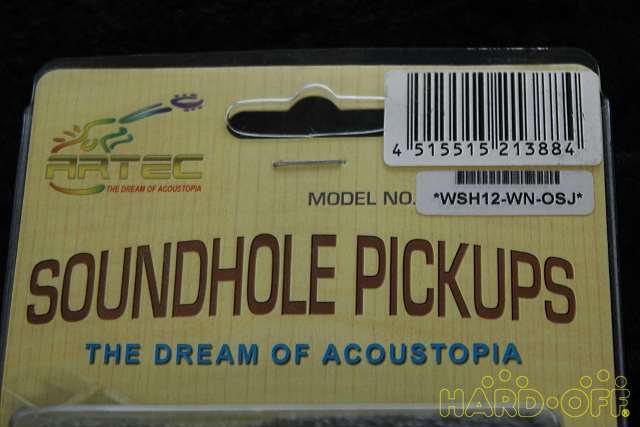 4 515515 213884
ARTEC
THE DREAM OF ACOUSTOPIA
MODEL NO. *WSH12-WN-OSJ*
SOUNDHOLE PICKUPS
THE DREAM OF ACOUSTOPIA
HARD·OFF®